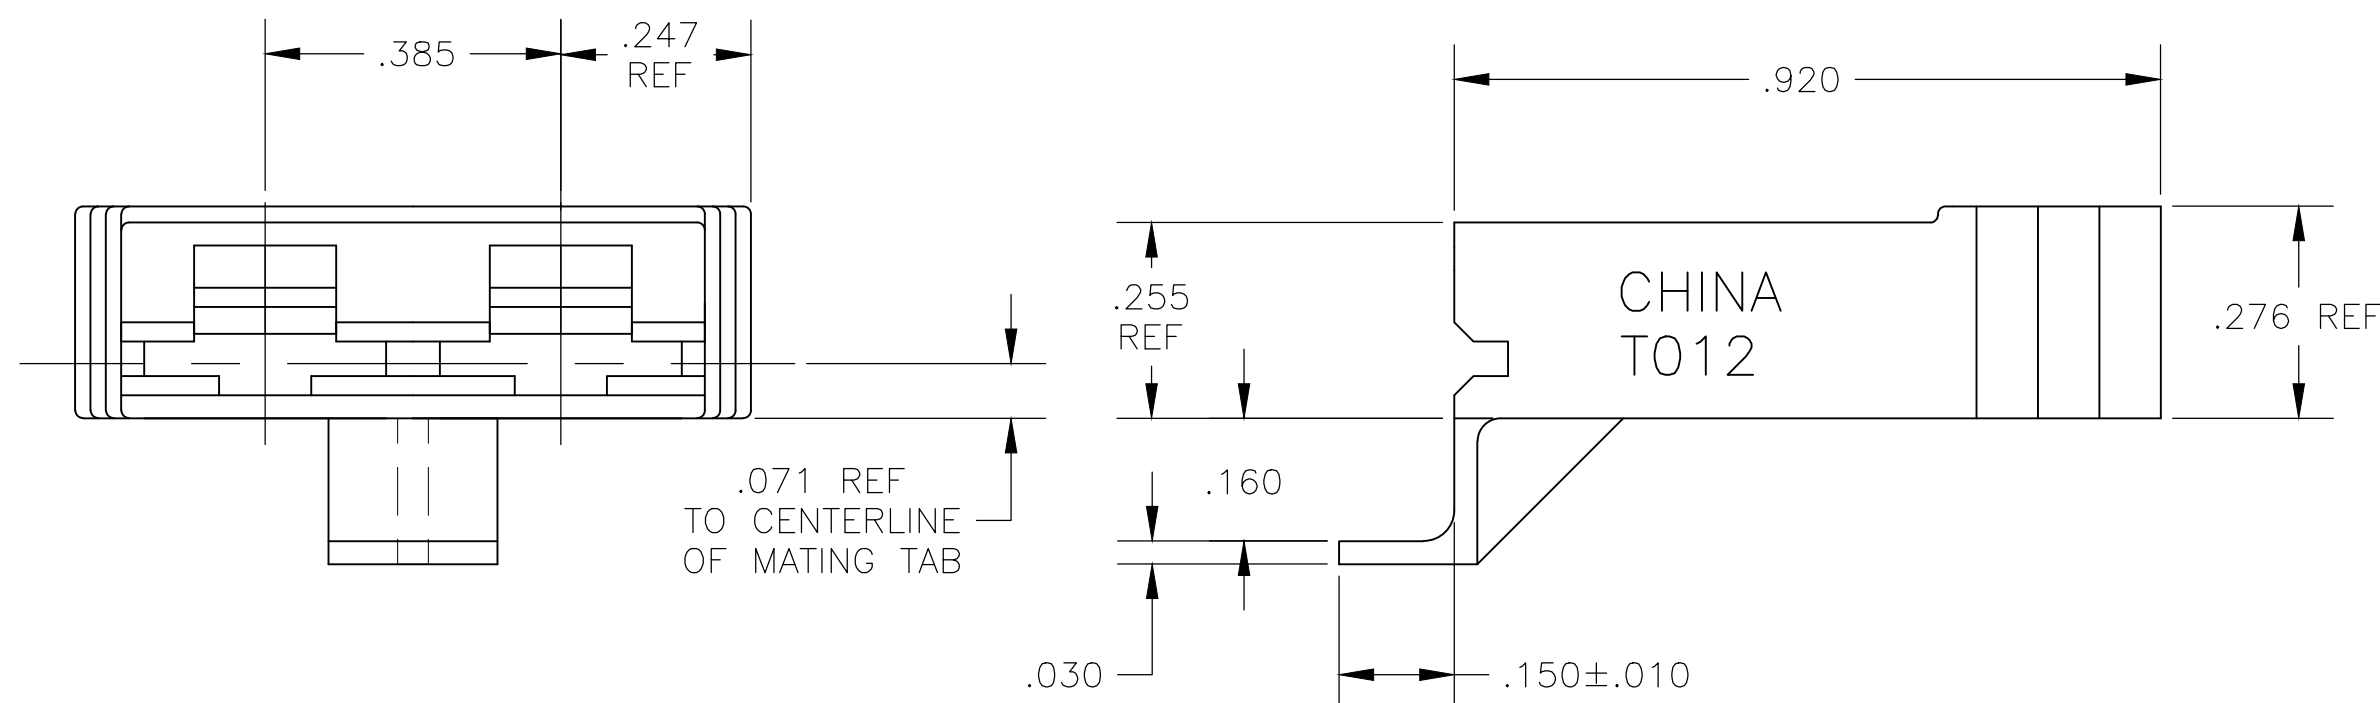 .385
.247
REF
.920
.255
REF
CHINA
T012
.276 REF
.071 REF
TO CENTERLINE
OF MATING TAB
.160
.030
.150±.010